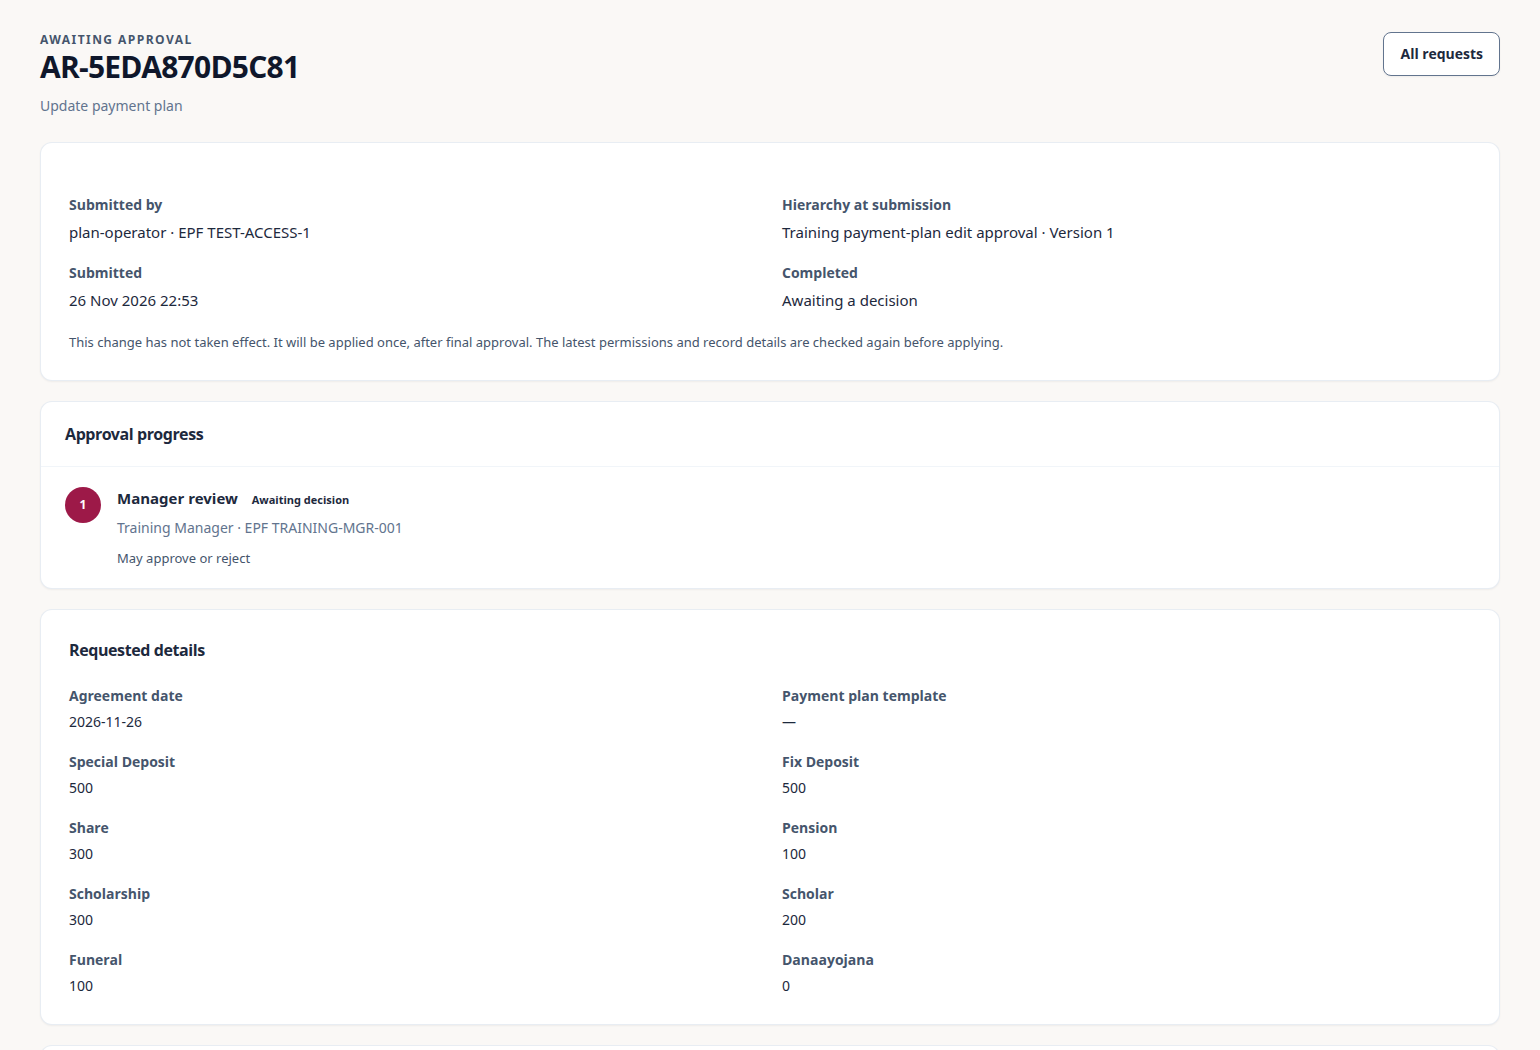 AWAITING APPROVAL
AR-5EDA870D5C81
All requests
Update payment plan
Submitted by
plan-operator · EPF TEST-ACCESS-1
Hierarchy at submission
Training payment-plan edit approval · Version 1
Submitted
26 Nov 2026 22:53
Completed
Awaiting a decision
This change has not taken effect. It will be applied once, after final approval. The latest permissions and record details are checked again before applying.
Approval progress
1
Manager review Awaiting decision
Training Manager · EPF TRAINING-MGR-001
May approve or reject
Requested details
Agreement date
2026-11-26
Payment plan template
—
Special Deposit
500
Fix Deposit
500
Share
300
Pension
100
Scholarship
300
Scholar
200
Funeral
100
Danaayojana
0